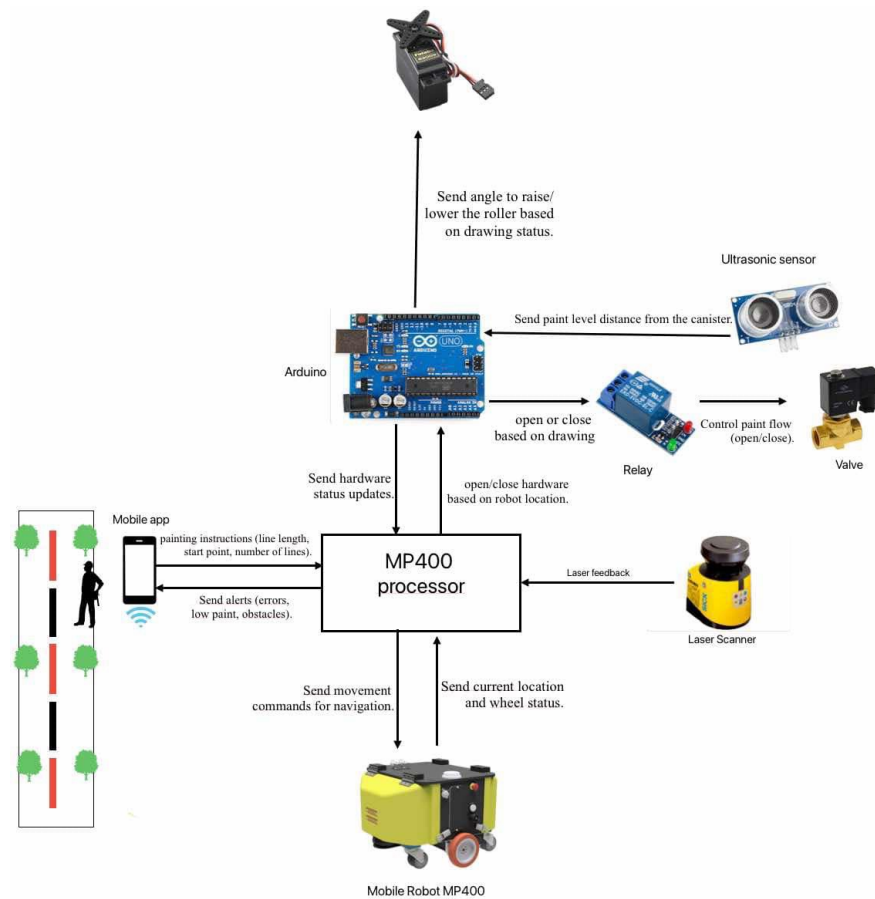 Send angle to raise/
lower the roller based
on drawing status.
Ultrasonic sensor
Send paint level distance from the canister.
Arduino
UNO
ARDUINO
open or close
based on drawing
Relay
Control paint flow
(open/close).
Valve
Send hardware
status updates.
open/close hardware
based on robot location.
Mobile app
painting instructions (line length,
start point, number of lines).
Send alerts (errors,
low paint, obstacles).
MP400
processor
Laser feedback
SICK
Laser Scanner
Send movement
commands for navigation.
Send current location
and wheel status.
Mobile Robot MP400